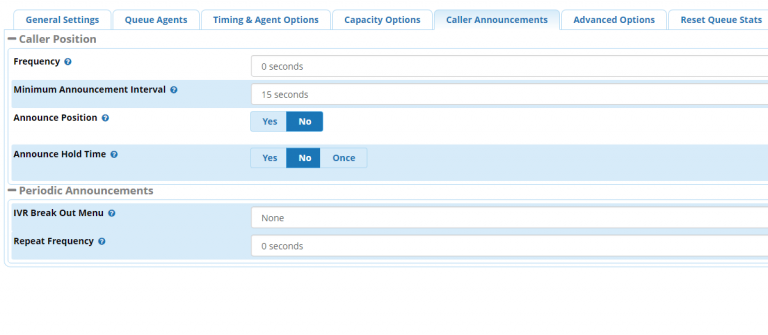 General Settings Queue Agents Timing & Agent Options Capacity Options Caller Announcements Advanced Options Reset Queue Stats
Caller Position
Frequency 0 seconds
Minimum Announcement Interval 15 seconds
Announce Position Yes No
Announce Hold Time Yes No Once
Periodic Announcements
IVR Break Out Menu None
Repeat Frequency 0 seconds